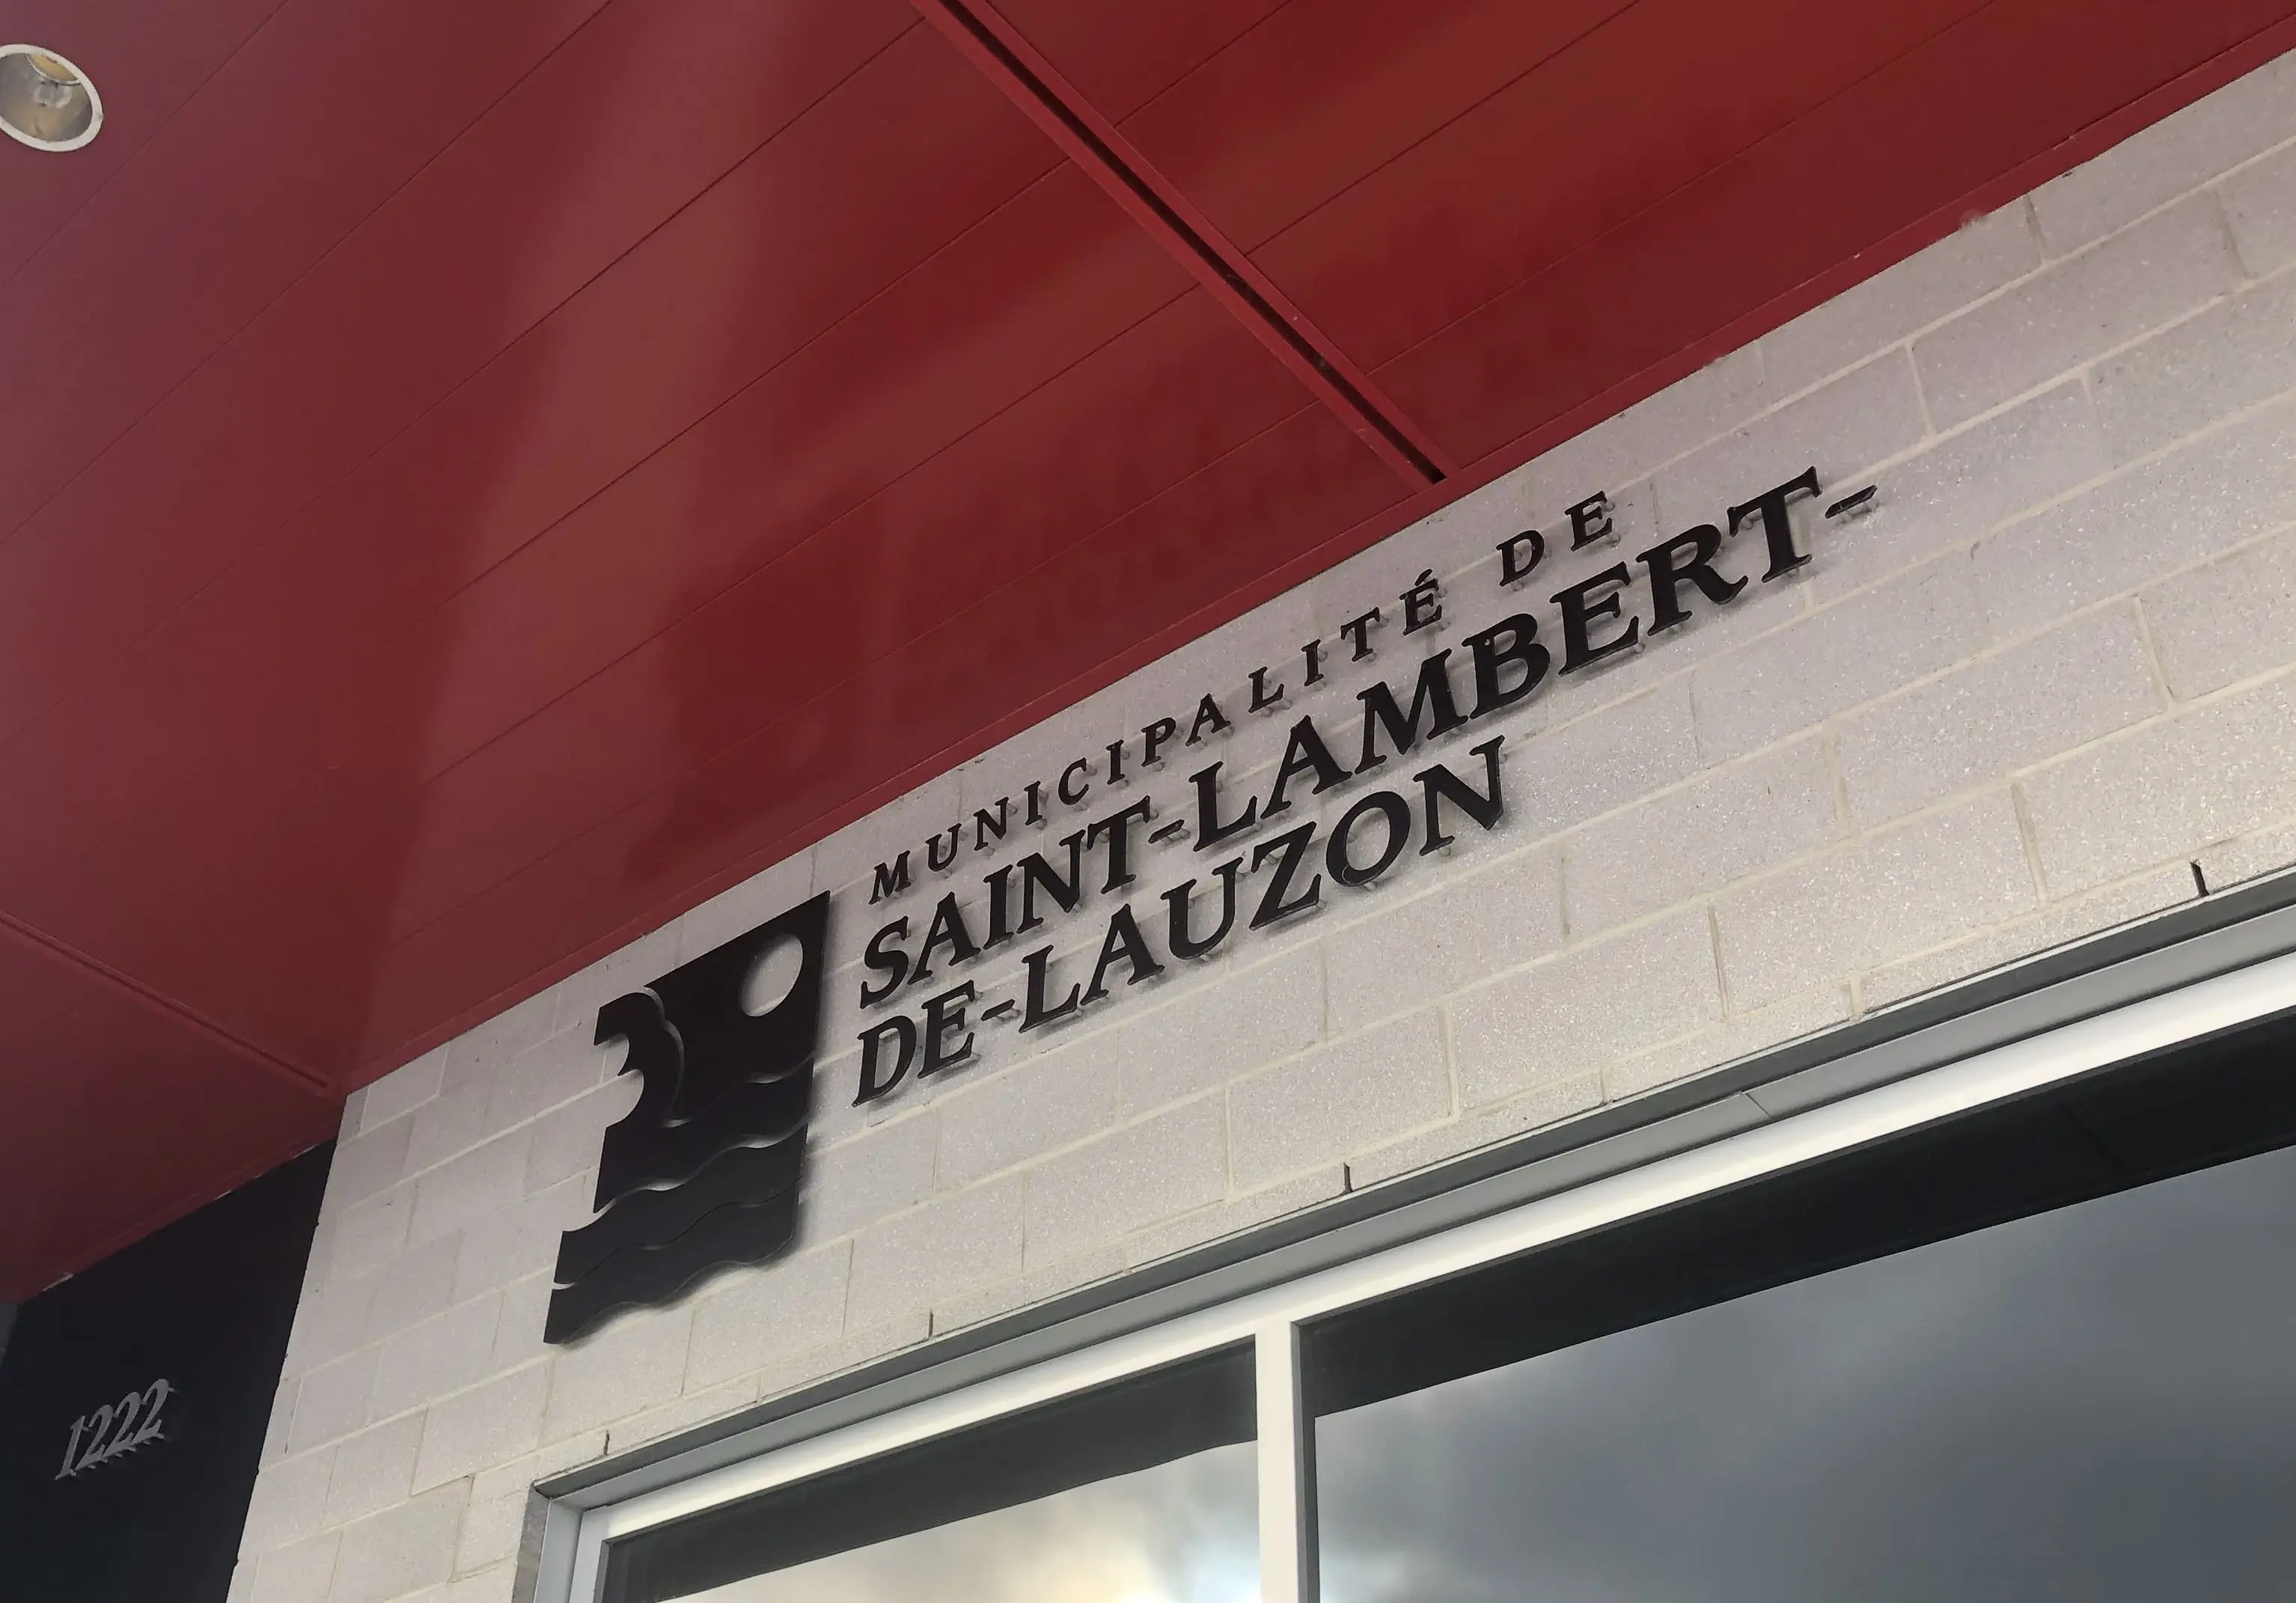 MUNICIPALITÉ DE
SAINT-LAMBERT-
DE-LAUZON
1222